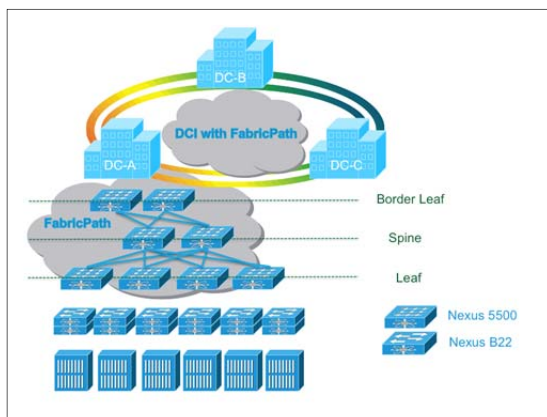 DC-B
DCI with FabricPath
DC-A
DC-C
Border Leaf
FabricPath
Spine
Leaf
Nexus 5500
Nexus B22